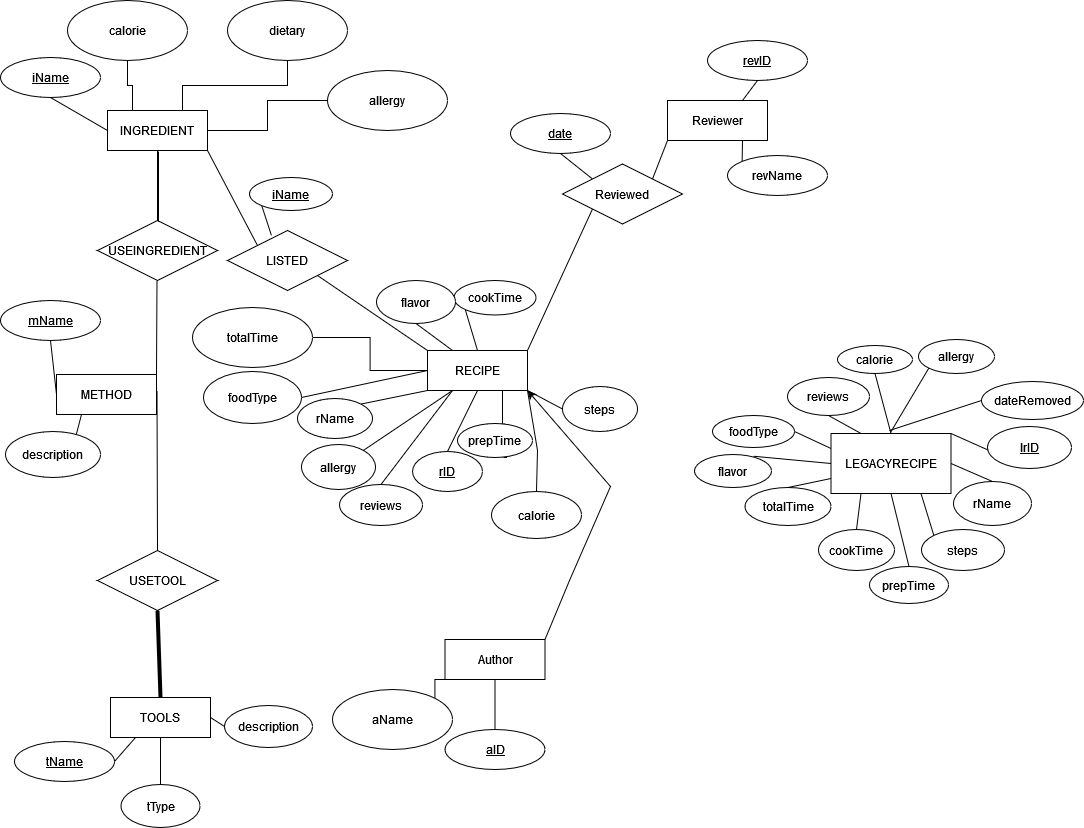 calorie
dietary
iName
allergy
INGREDIENT
revID
Reviewer
date
revName
Reviewed
iName
USEINGREDIENT
LISTED
flavor
cookTime
mName
totalTime
RECIPE
METHOD
foodType
rName
steps
prepTime
description
allergy
rID
reviews
calorie
calorie
allergy
reviews
dateRemoved
foodType
lrID
LEGACYRECIPE
flavor
totalTime
rName
cookTime
steps
prepTime
USETOOL
Author
TOOLS
description
aName
aID
tName
tType